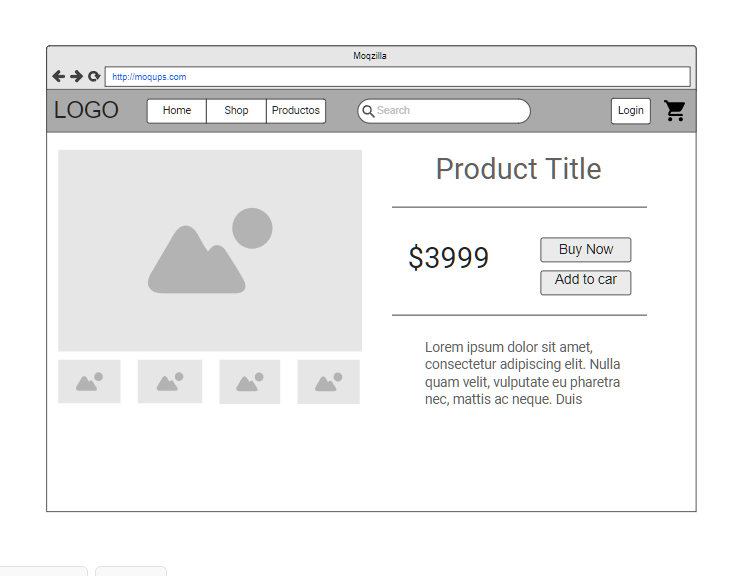 Moqzilla
http://moqups.com
LOGO
Home
Shop
Productos
Search
Login
Product Title
$3999
Buy Now
Add to car
Lorem ipsum dolor sit amet,
consectetur adipiscing elit. Nulla
quam velit, vulputate eu pharetra
nec, mattis ac neque. Duis